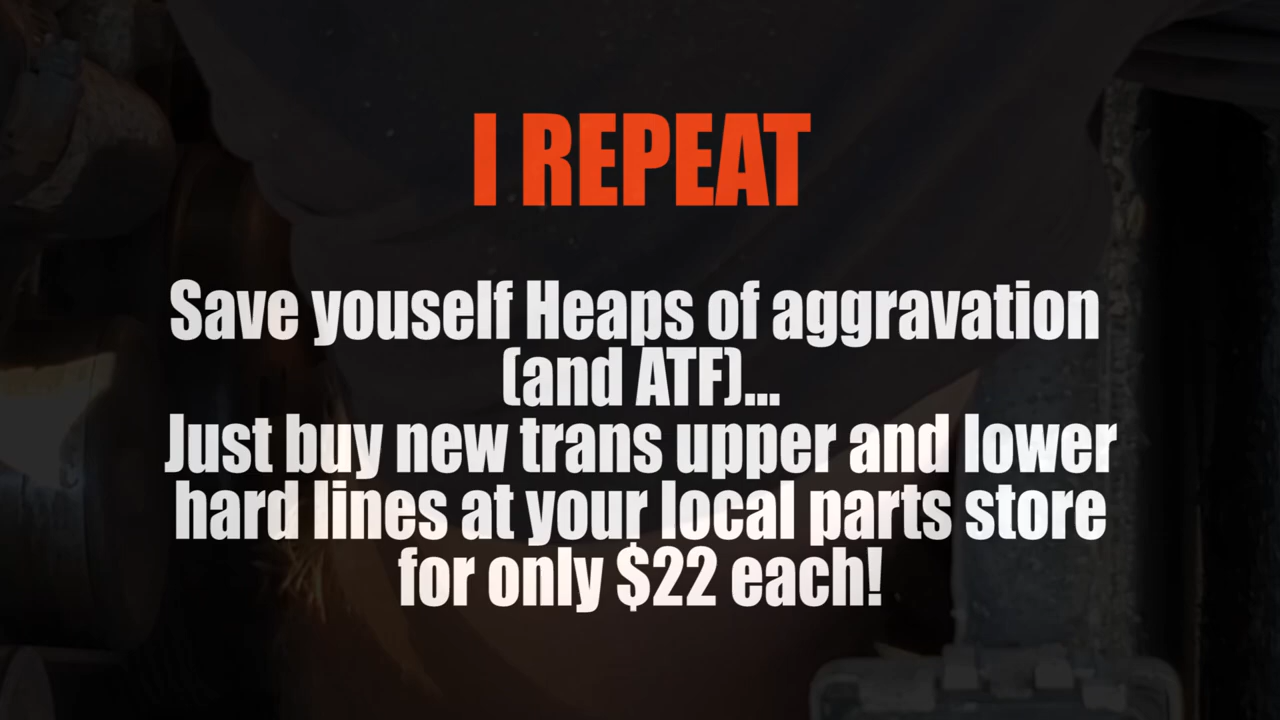 I REPEAT
Save youself Heaps of aggravation
(and ATF)...
Just buy new trans upper and lower
hard lines at your local parts store
for only $22 each!